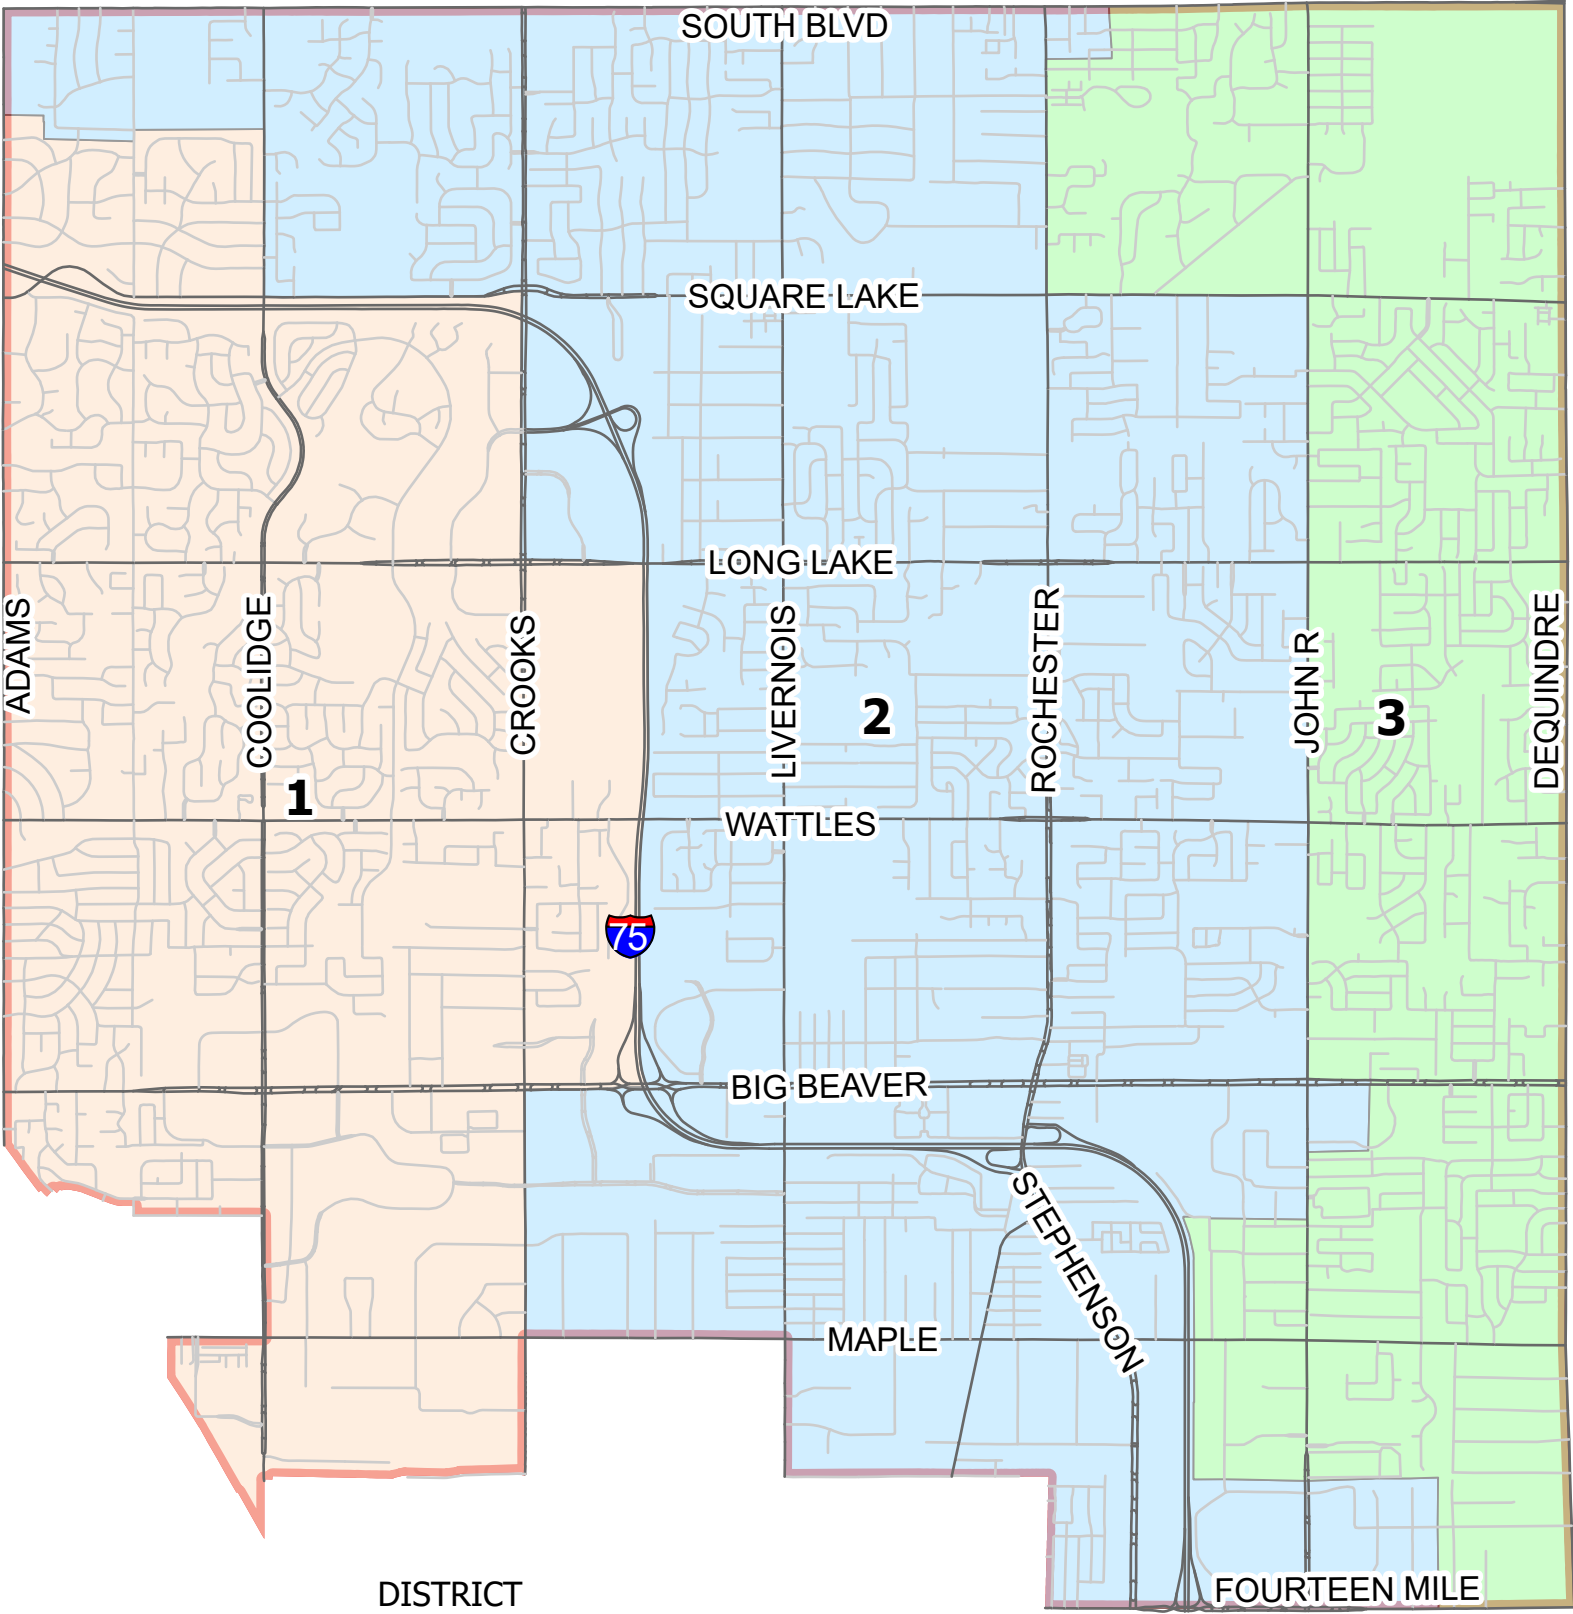 SOUTH BLVD
SQUARE LAKE
LONG LAKE
ADAMS
COOLIDGE
CROOKS
LIVERNOIS
ROCHESTER
JOHN R
DEQUINDRE
2
3
1
WATTLES
75
BIG BEAVER
STEPHENSON
MAPLE
FOURTEEN MILE
DISTRICT